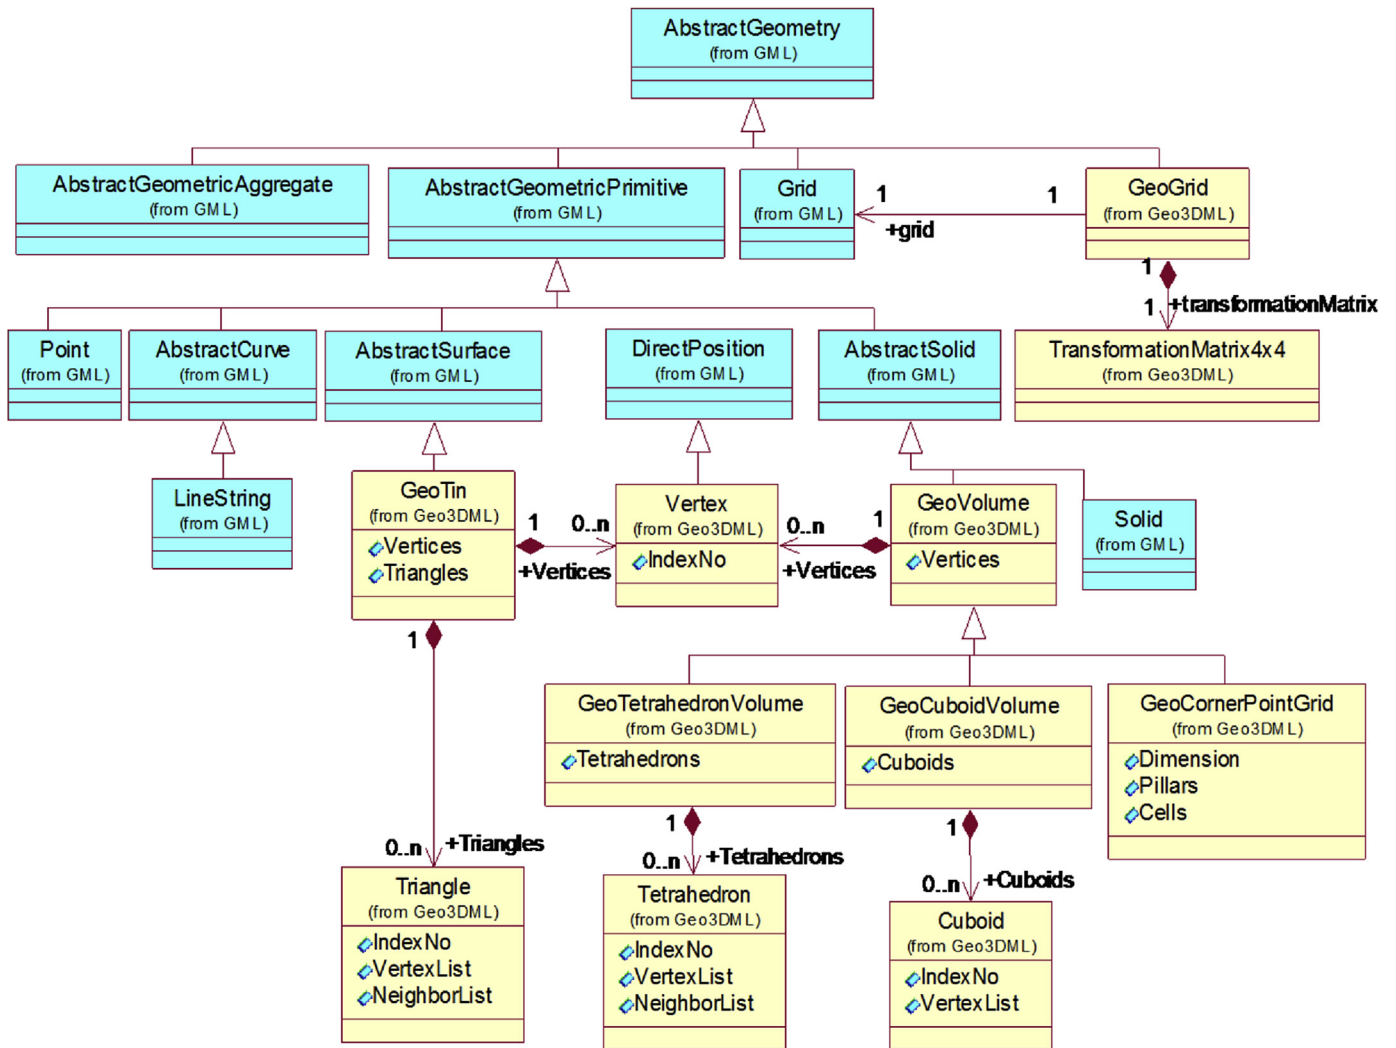 AbstractGeometry
(from GML)
AbstractGeometricAggregate
(from GML)
AbstractGeometricPrimitive
(from GML)
Grid
(from GML)
1
+grid
1
GeoGrid
(from Geo3DML)
1
1
+transformationMatrix
Point
(from GML)
AbstractCurve
(from GML)
AbstractSurface
(from GML)
DirectPosition
(from GML)
AbstractSolid
(from GML)
TransformationMatrix4x4
(from Geo3DML)
LineString
(from GML)
GeoTin
(from Geo3DML)
Vertices
Triangles
1
0..n
+Vertices
Vertex
(from Geo3DML)
IndexNo
0..n
1
+Vertices
GeoVolume
(from Geo3DML)
Vertices
Solid
(from GML)
1
0..n
+Triangles
GeoTetrahedronVolume
(from Geo3DML)
Tetrahedrons
GeoCuboidVolume
(from Geo3DML)
Cuboids
GeoCornerPointGrid
(from Geo3DML)
Dimension
Pillars
Cells
1
0..n
+Tetrahedrons
1
0..n
+Cuboids
Triangle
(from Geo3DML)
IndexNo
VertexList
NeighborList
Tetrahedron
(from Geo3DML)
IndexNo
VertexList
NeighborList
Cuboid
(from Geo3DML)
IndexNo
VertexList